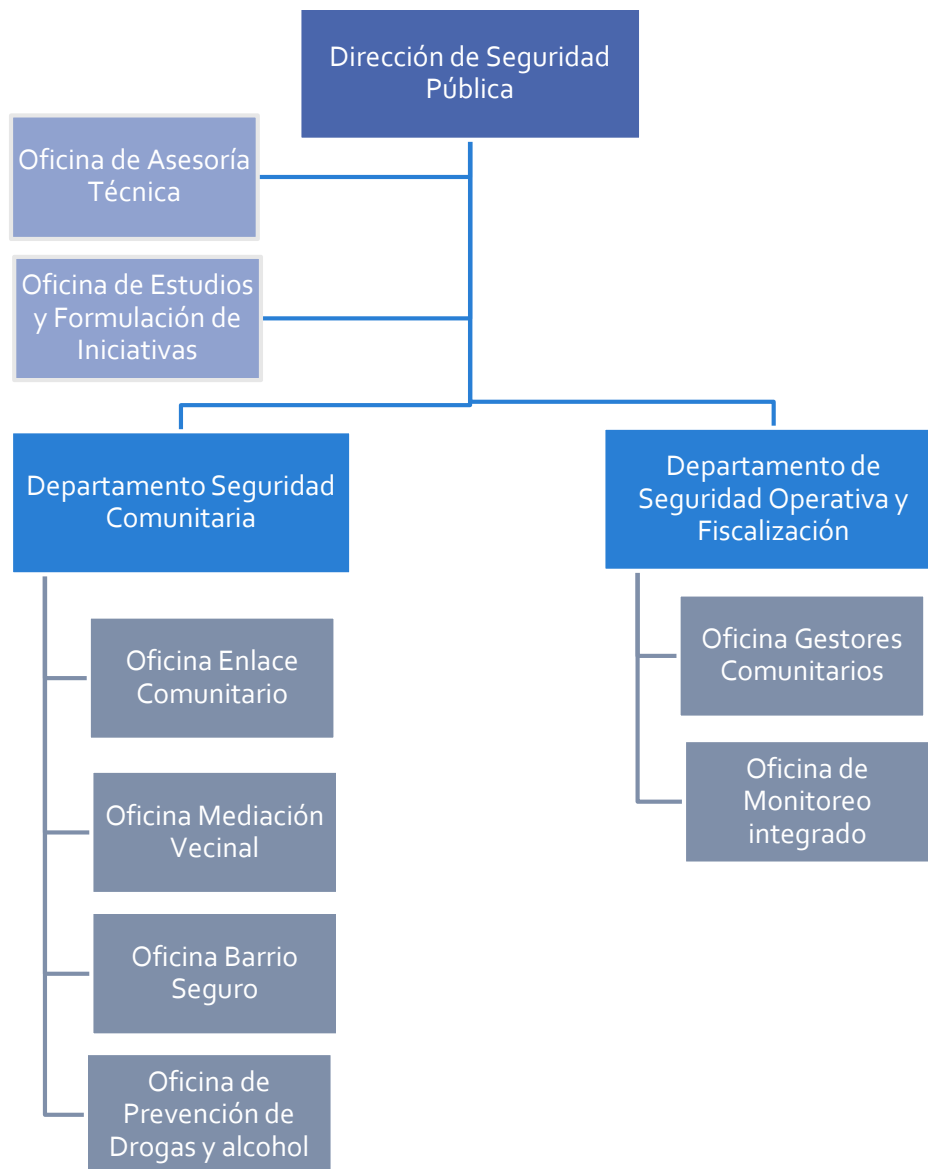 Dirección de Seguridad
Pública
Oficina de Asesoría
Técnica
Oficina de Estudios
y Formulación de
Iniciativas
Departamento Seguridad
Comunitaria
Oficina Enlace
Comunitario
Oficina Mediación
Vecinal
Oficina Barrio
Seguro
Oficina de
Prevención de
Drogas y alcohol
Departamento de
Seguridad Operativa y
Fiscalización
Oficina Gestores
Comunitarios
Oficina de
Monitoreo
integrado